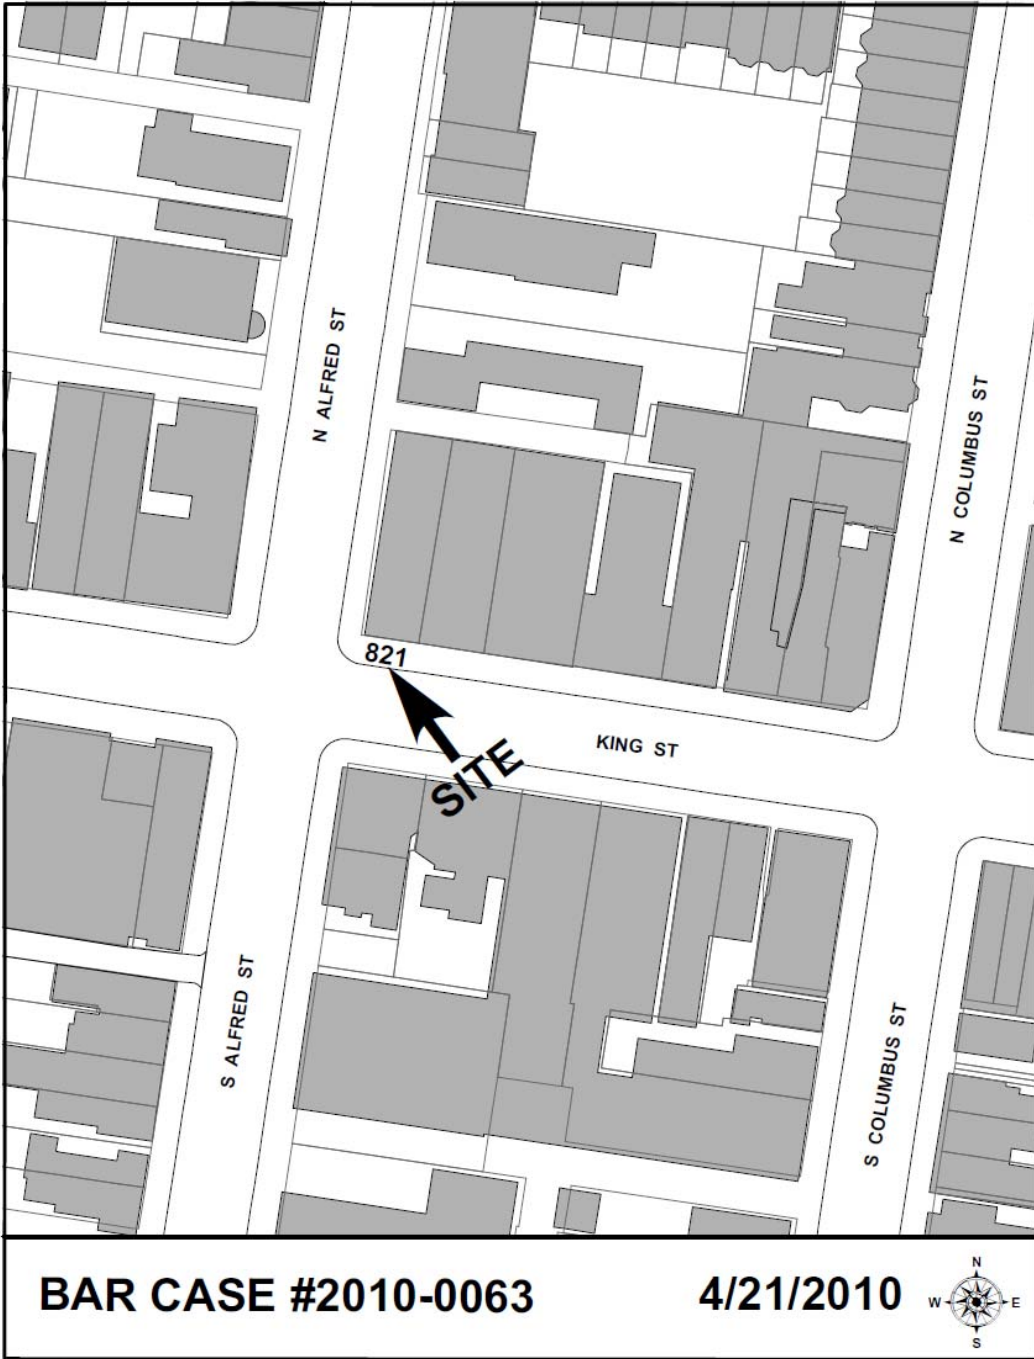 N ALFRED ST
N COLUMBUS ST
821
SITE
KING ST
S ALFRED ST
S COLUMBUS ST
BAR CASE #2010-0063
4/21/2010
N
W E
S